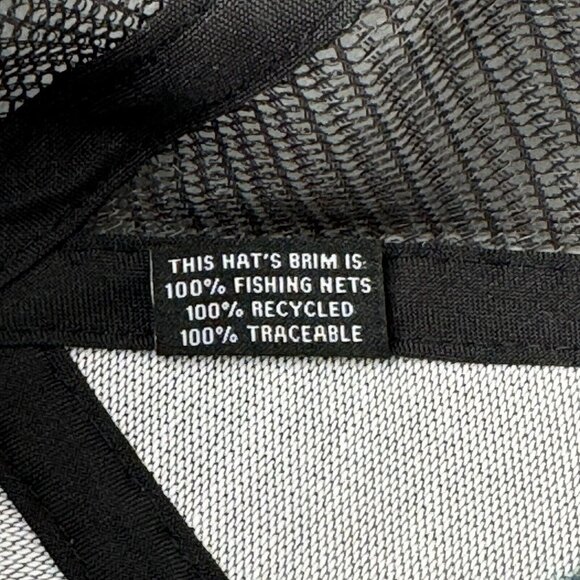 THIS HAT'S BRIM IS:
100% FISHING NETS
100% RECYCLED
100% TRACEABLE